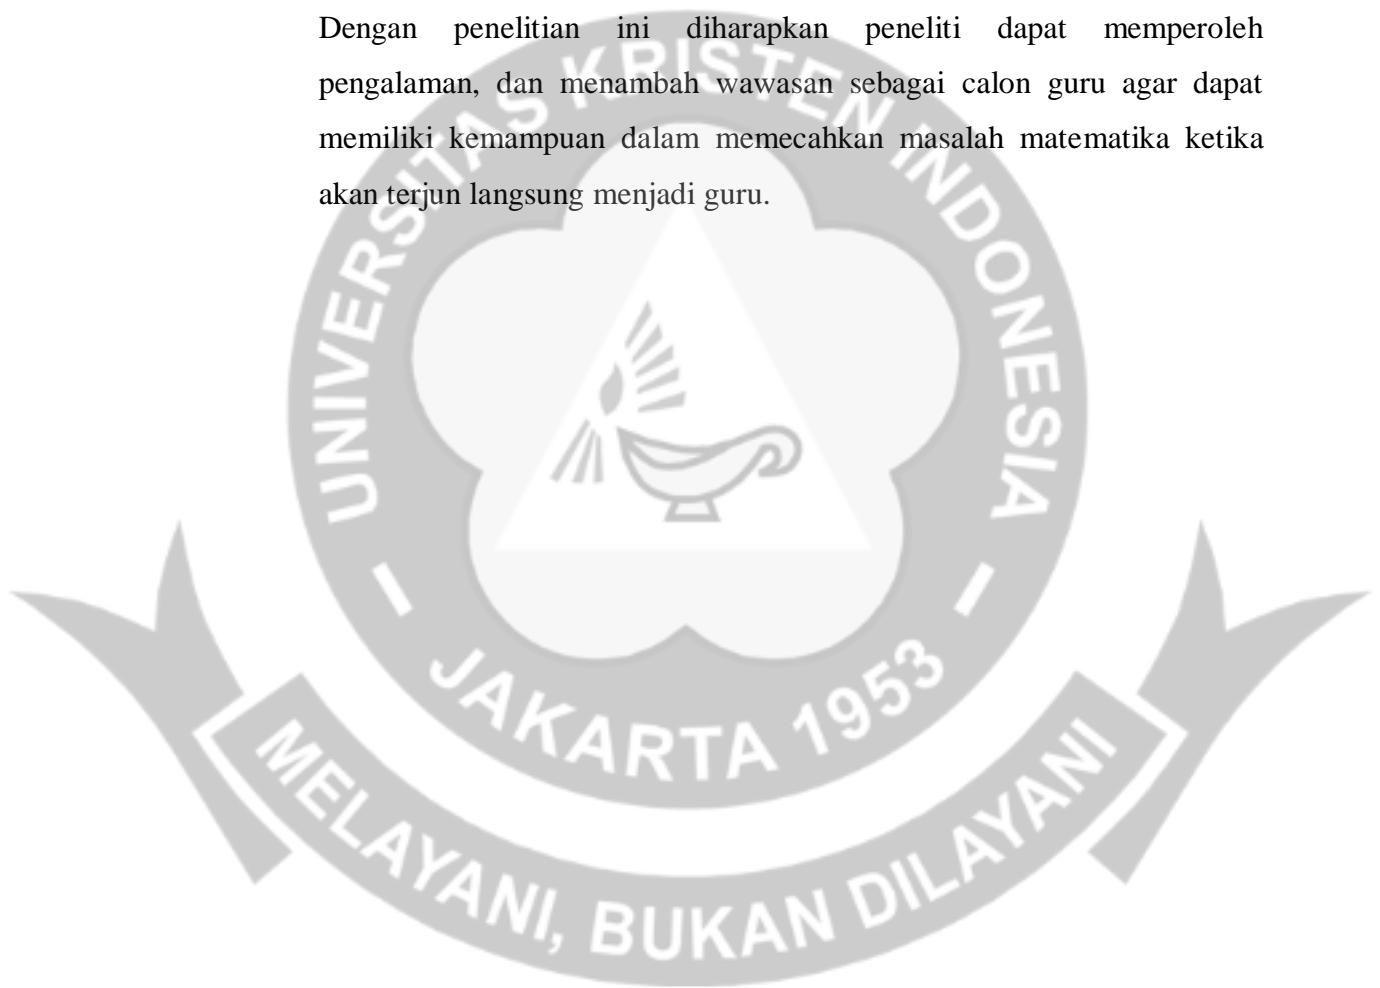 Dengan penelitian ini diharapkan peneliti dapat memperoleh
pengalaman, dan menambah wawasan sebagai calon guru agar dapat
memiliki kemampuan dalam memecahkan masalah matematika ketika
akan terjun langsung menjadi guru.
UNIVERSITAS KRISTEN INDONESIA
JAKARTA 1953
MELAYANI, BUKAN DILAYANI